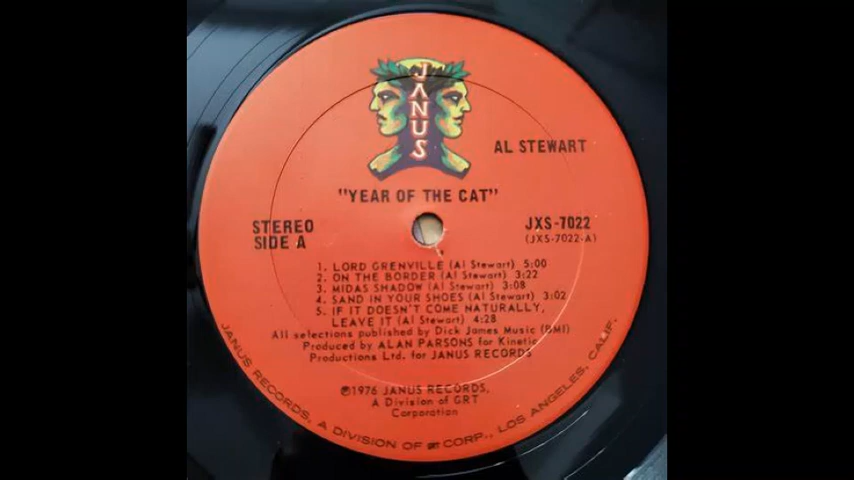 JANUS
AL STEWART
"YEAR OF THE CAT"
STEREO
SIDE A
JXS-7022
(JXS-7022-A)
1. LORD GRENVILLE (Al Stewart) 5:00
2. ON THE BORDER (Al Stewart) 3:22
3. MIDAS SHADOW (Al Stewart) 3:08
4. SAND IN YOUR SHOES (Al Stewart) 3:02
5. IF IT DOESN'T COME NATURALLY,
LEAVE IT (Al Stewart) 4:28
All selections published by Dick James Music (BMI)
Produced by ALAN PARSONS for Kinetic
Productions Ltd. for JANUS RECORDS
℗1976 JANUS RECORDS,
A Division of GRT
Corporation
JANUS RECORDS, A DIVISION OF GRT CORP., LOS ANGELES, CALIF.